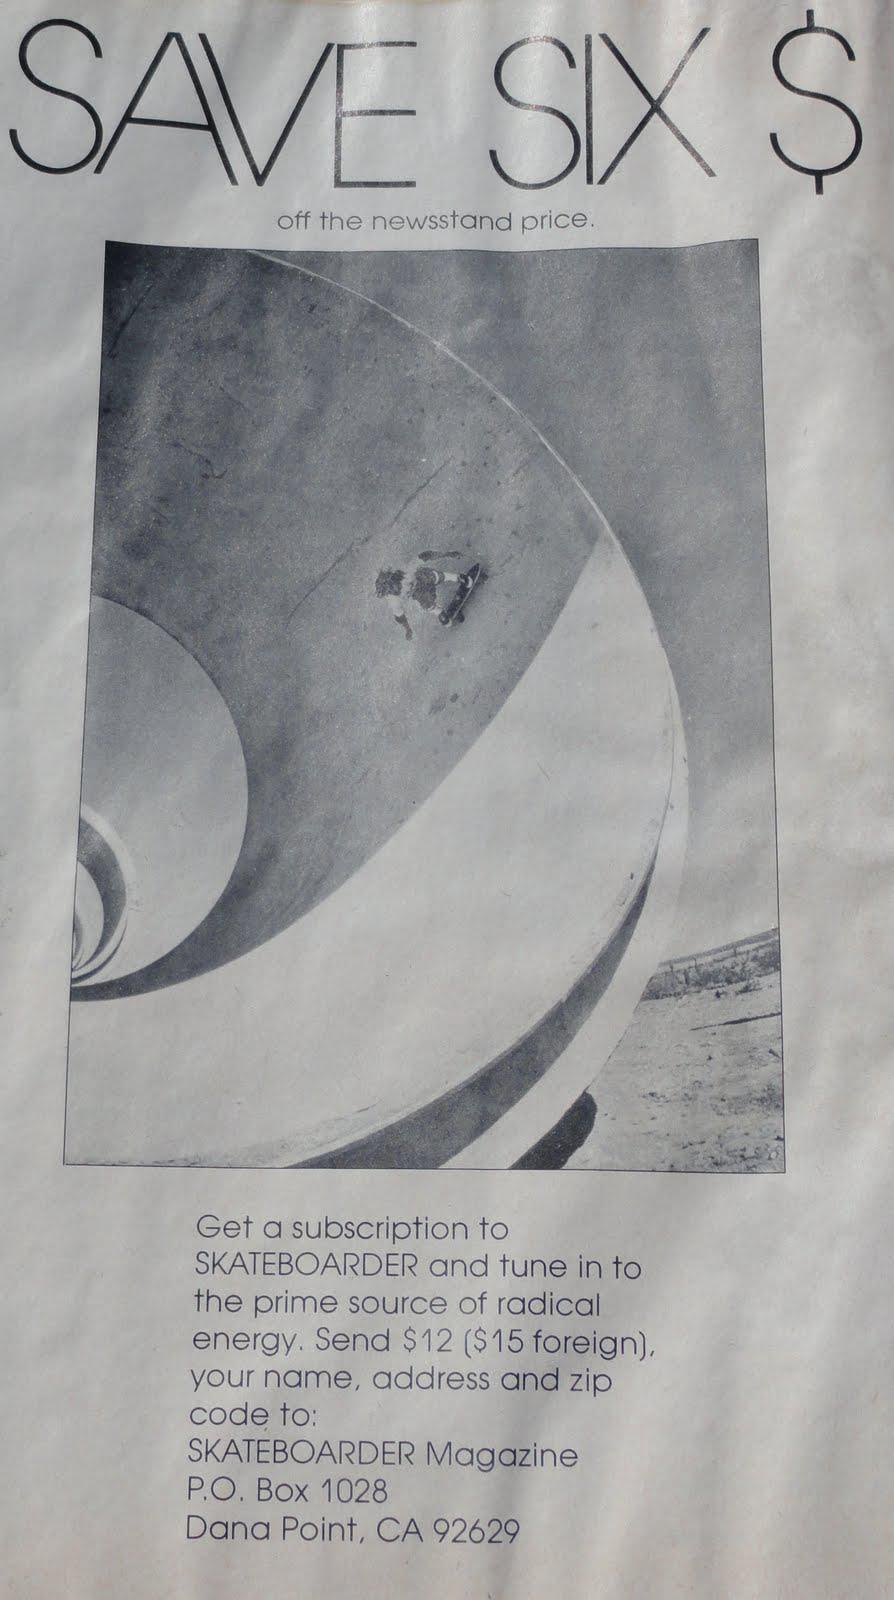 SAVE SIX $
off the newsstand price.
Get a subscription to
SKATEBOARDER and tune in to
the prime source of radical
energy. Send $12 ($15 foreign),
your name, address and zip
code to:
SKATEBOARDER Magazine
P.O. Box 1028
Dana Point, CA 92629